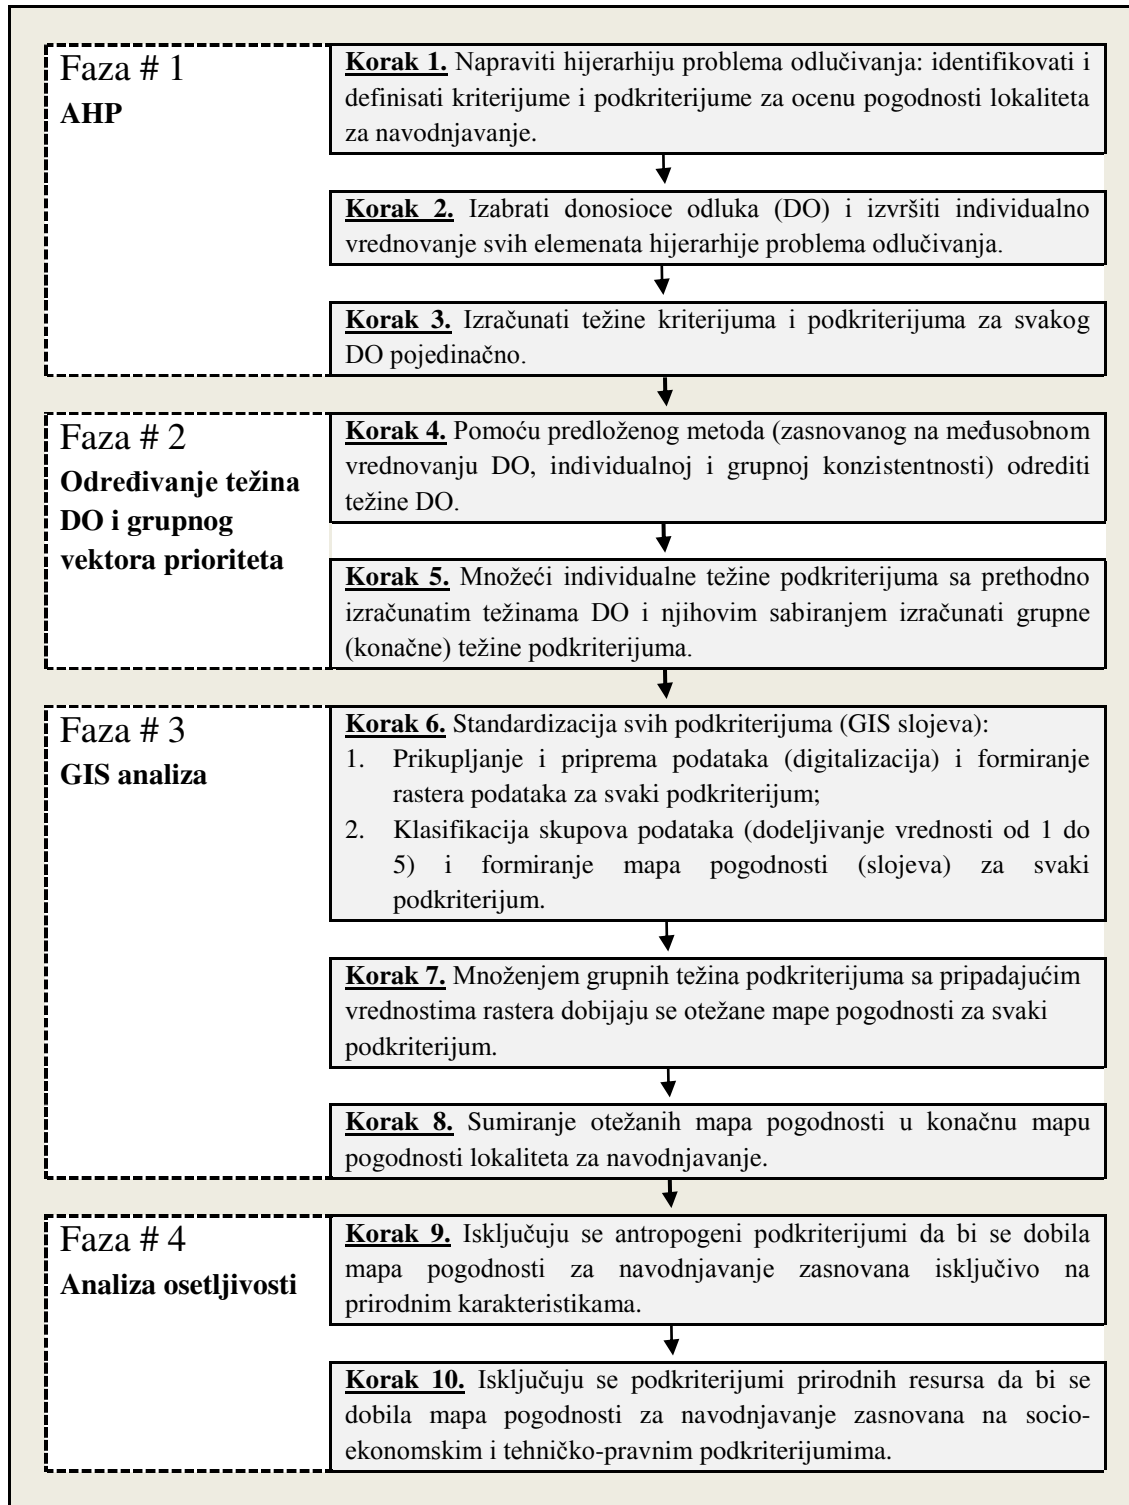 Faza # 1
AHP
Korak 1. Napraviti hijerarhiju problema odlučivanja: identifikovati i
definisati kriterijume i podkriterijume za ocenu pogodnosti lokaliteta
za navodnjavanje.
Korak 2. Izabrati donosioce odluka (DO) i izvršiti individualno
vrednovanje svih elemenata hijerarhije problema odlučivanja.
Korak 3. Izračunati težine kriterijuma i podkriterijuma za svakog
DO pojedinačno.
Faza # 2
Određivanje težina
DO i grupnog
vektora prioriteta
Korak 4. Pomoću predloženog metoda (zasnovanog na međusobnom
vrednovanju DO, individualnoj i grupnoj konzistentnosti) odrediti
težine DO.
Korak 5. Množeći individualne težine podkriterijuma sa prethodno
izračunatim težinama DO i njihovim sabiranjem izračunati grupne
(konačne) težine podkriterijuma.
Faza # 3
GIS analiza
Korak 6. Standardizacija svih podkriterijuma (GIS slojeva):
1. Prikupljanje i priprema podataka (digitalizacija) i formiranje
rastera podataka za svaki podkriterijum;
2. Klasifikacija skupova podataka (dodeljivanje vrednosti od 1 do
5) i formiranje mapa pogodnosti (slojeva) za svaki
podkriterijum.
Korak 7. Množenjem grupnih težina podkriterijuma sa pripadajućim
vrednostima rastera dobijaju se otežane mape pogodnosti za svaki
podkriterijum.
Korak 8. Sumiranje otežanih mapa pogodnosti u konačnu mapu
pogodnosti lokaliteta za navodnjavanje.
Faza # 4
Analiza osetljivosti
Korak 9. Isključuju se antropogeni podkriterijumi da bi se dobila
mapa pogodnosti za navodnjavanje zasnovana isključivo na
prirodnim karakteristikama.
Korak 10. Isključuju se podkriterijumi prirodnih resursa da bi se
dobila mapa pogodnosti za navodnjavanje zasnovana na socio-
ekonomskim i tehničko-pravnim podkriterijumima.